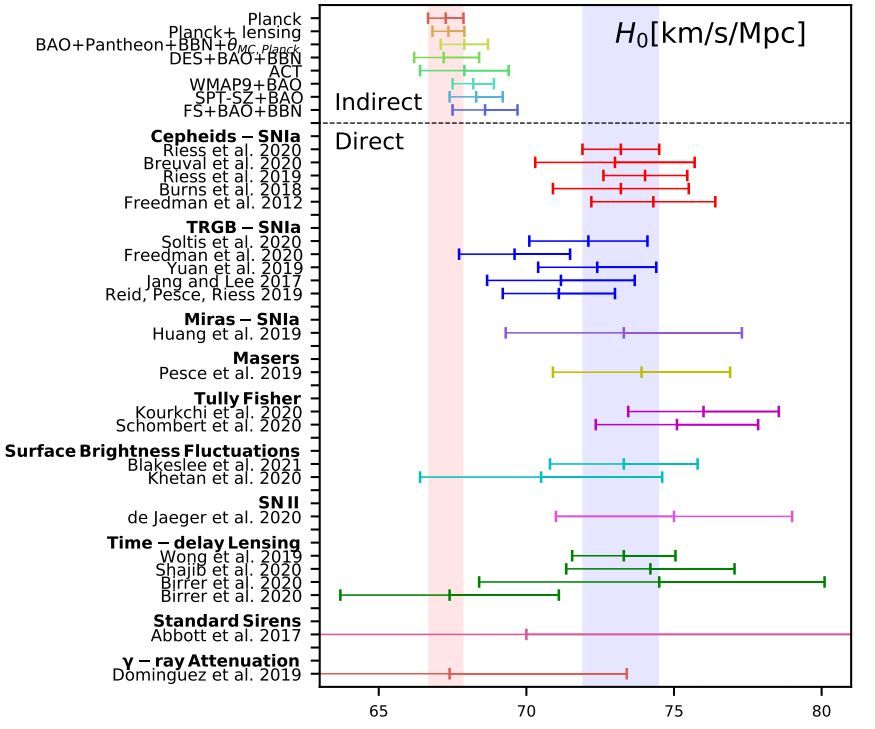 H0[km/s/Mpc]
Planck
Planck+ lensing
BAO+Pantheon+BBN+θMC, Planck
DES+BAO+BBN
ACT
WMAP9+BAO
SPT-SZ+BAO
FS+BAO+BBN
Indirect
Direct
Cepheids – SNIa
Riess et al. 2020
Breuval et al. 2020
Riess et al. 2019
Burns et al. 2018
Freedman et al. 2012
TRGB – SNIa
Soltis et al. 2020
Freedman et al. 2020
Yuan et al. 2019
Jang and Lee 2017
Reid, Pesce, Riess 2019
Miras – SNIa
Huang et al. 2019
Masers
Pesce et al. 2019
Tully Fisher
Kourkchi et al. 2020
Schombert et al. 2020
Surface Brightness Fluctuations
Blakeslee et al. 2021
Khetan et al. 2020
SN II
de Jaeger et al. 2020
Time – delay Lensing
Wong et al. 2019
Shajib et al. 2020
Birrer et al. 2020
Birrer et al. 2020
Standard Sirens
Abbott et al. 2017
γ – ray Attenuation
Dominguez et al. 2019
65 70 75 80